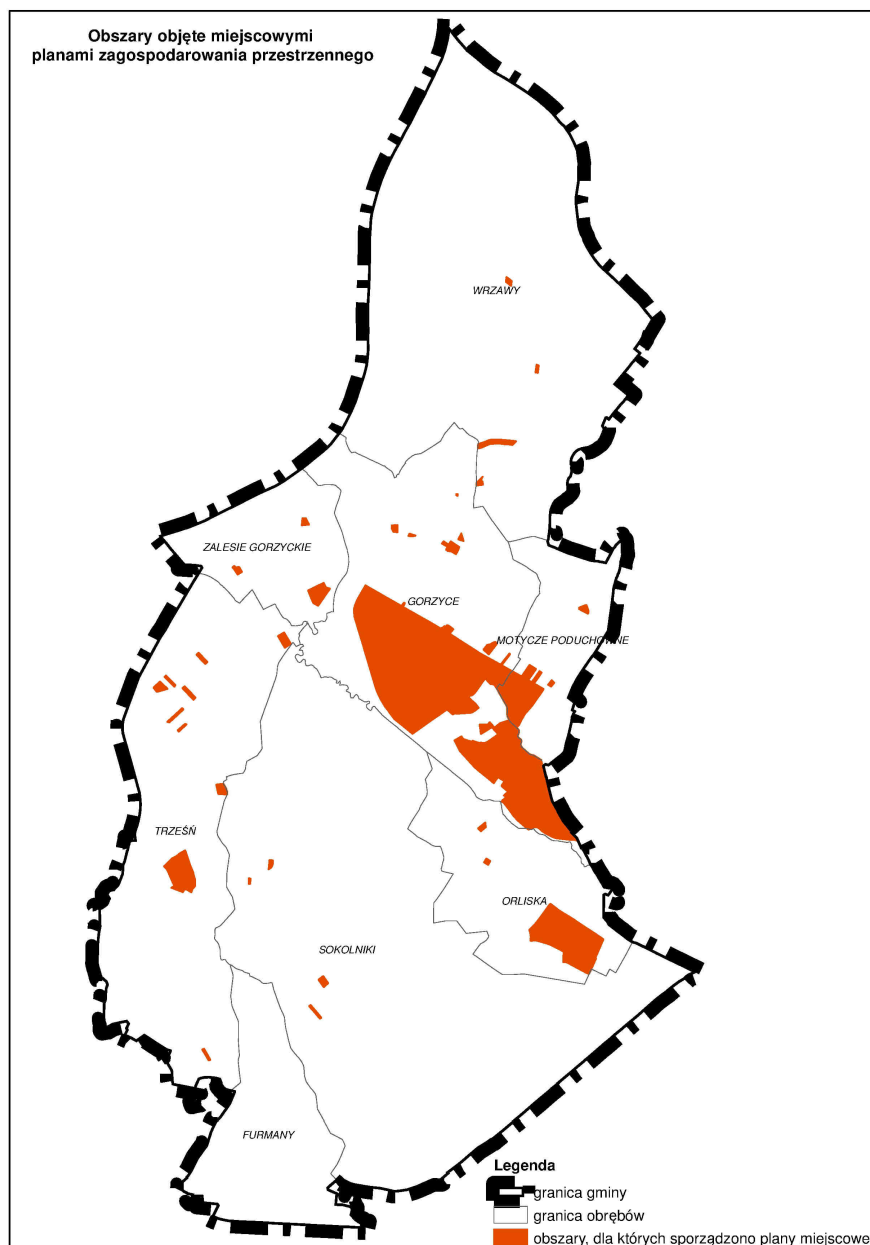 Obszary objęte miejscowymi
planami zagospodarowania przestrzennego
WRZAWY
ZALESIE GORZYCKIE
GORZYCE
MOTYCZE PODUCHOWNE
TRZEŚŃ
ORLISKA
SOKOLNIKI
FURMANY
Legenda
granica gminy
granica obrębów
obszary, dla których sporządzono plany miejscowe